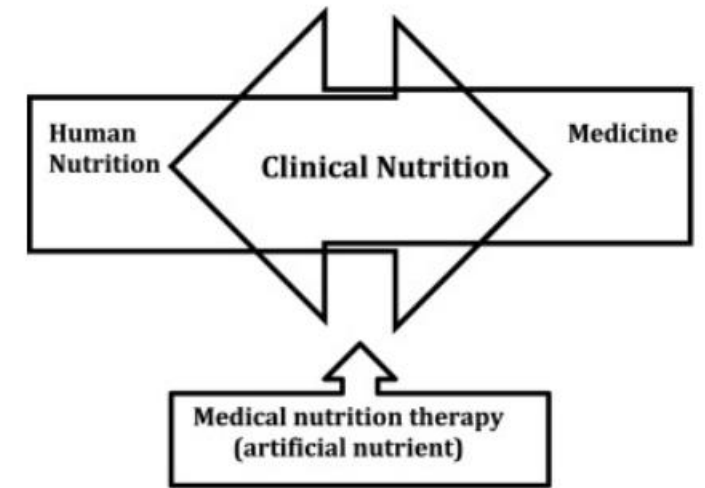 Human
Nutrition
Clinical Nutrition
Medicine
Medical nutrition therapy
(artificial nutrient)